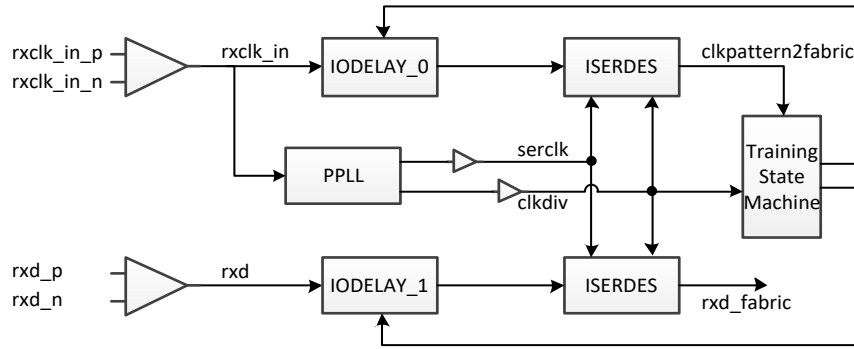 rxclk_in_p
rxclk_in_n
rxclk_in
IODELAY_0
ISERDES
clkpattern2fabric
PPLL
serclk
clkdiv
Training
State
Machine
rxd_p
rxd_n
rxd
IODELAY_1
ISERDES
rxd_fabric